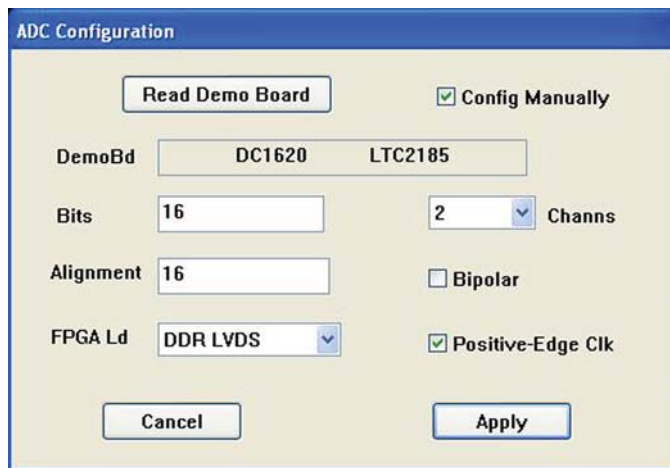 ADC Configuration
Read Demo Board Config Manually
DemoBd DC1620 LTC2185
Bits 16 2 Channs
Alignment 16 Bipolar
FPGA Ld DDR LVDS Positive-Edge Clk
Cancel Apply